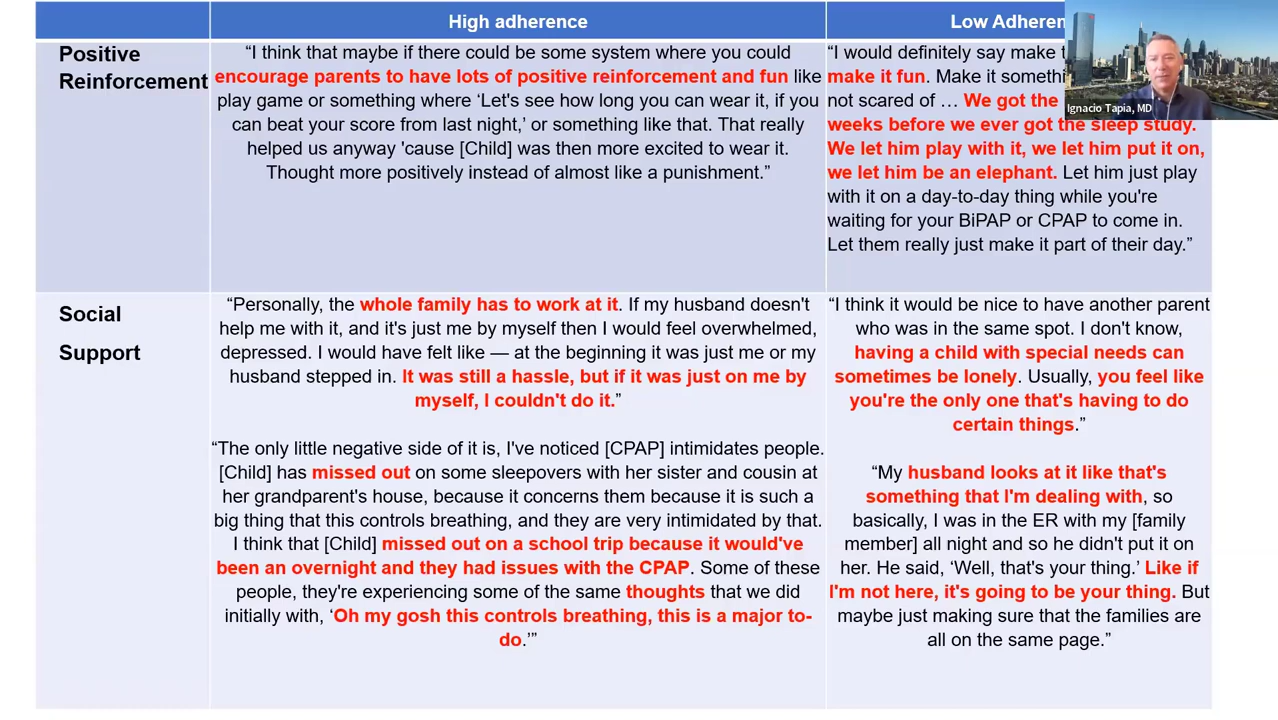 High adherence
Low Adheren
Positive
Reinforcement
“I think that maybe if there could be some system where you could
encourage parents to have lots of positive reinforcement and fun like
play game or something where ‘Let's see how long you can wear it, if you
can beat your score from last night,’ or something like that. That really
helped us anyway 'cause [Child] was then more excited to wear it.
Thought more positively instead of almost like a punishment.”
“I would definitely say make
make it fun. Make it
not scared of … We got the
weeks before we ever got the sleep study.
We let him play with it, we let him put it on,
we let him be an elephant. Let him just play
with it on a day-to-day thing while you're
waiting for your BiPAP or CPAP to come in.
Let them really just make it part of their day.”
Ignacio Tapia, MD
Social
Support
“Personally, the whole family has to work at it. If my husband doesn't
help me with it, and it's just me by myself then I would feel overwhelmed,
depressed. I would have felt like — at the beginning it was just me or my
husband stepped in. It was still a hassle, but if it was just on me by
myself, I couldn't do it.”
“The only little negative side of it is, I've noticed [CPAP] intimidates people.
[Child] has missed out on some sleepovers with her sister and cousin at
her grandparent's house, because it concerns them because it is such a
big thing that this controls breathing, and they are very intimidated by that.
I think that [Child] missed out on a school trip because it would've
been an overnight and they had issues with the CPAP. Some of these
people, they're experiencing some of the same thoughts that we did
initially with, ‘Oh my gosh this controls breathing, this is a major to-
do.’”
“I think it would be nice to have another parent
who was in the same spot. I don't know,
having a child with special needs can
sometimes be lonely. Usually, you feel like
you're the only one that's having to do
certain things.”
“My husband looks at it like that's
something that I'm dealing with, so
basically, I was in the ER with my [family
member] all night and so he didn't put it on
her. He said, ‘Well, that's your thing.’ Like if
I'm not here, it's going to be your thing. But
maybe just making sure that the families are
all on the same page.”